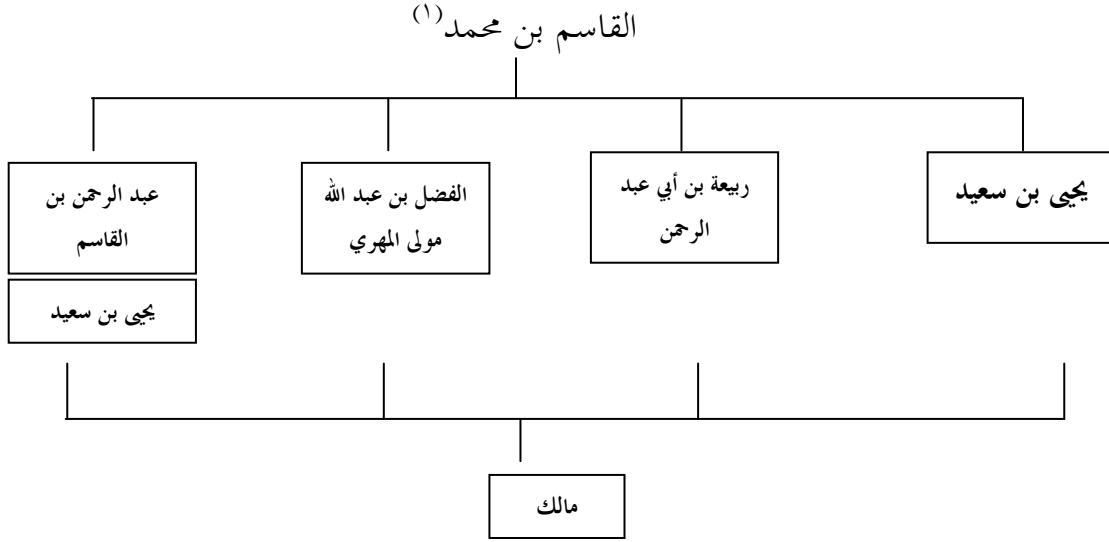 القاسم بن محمد(١)
يحيى بن سعيد
ربيعة بن أبي عبد
الرحمن
الفضل بن عبد الله
مولى المهري
عبد الرحمن بن
القاسم
يحيى بن سعيد
مالك